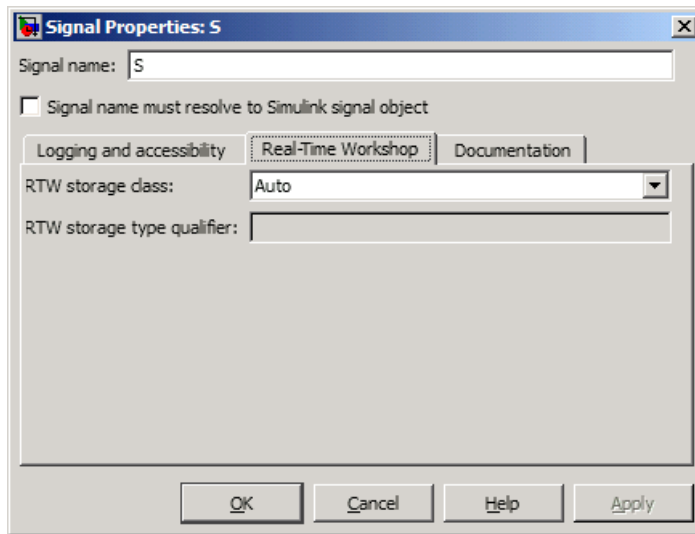 Signal Properties: S
Signal name: S
Signal name must resolve to Simulink signal object
Logging and accessibility Real-Time Workshop Documentation
RTW storage class: Auto
RTW storage type qualifier:
OK Cancel Help Apply